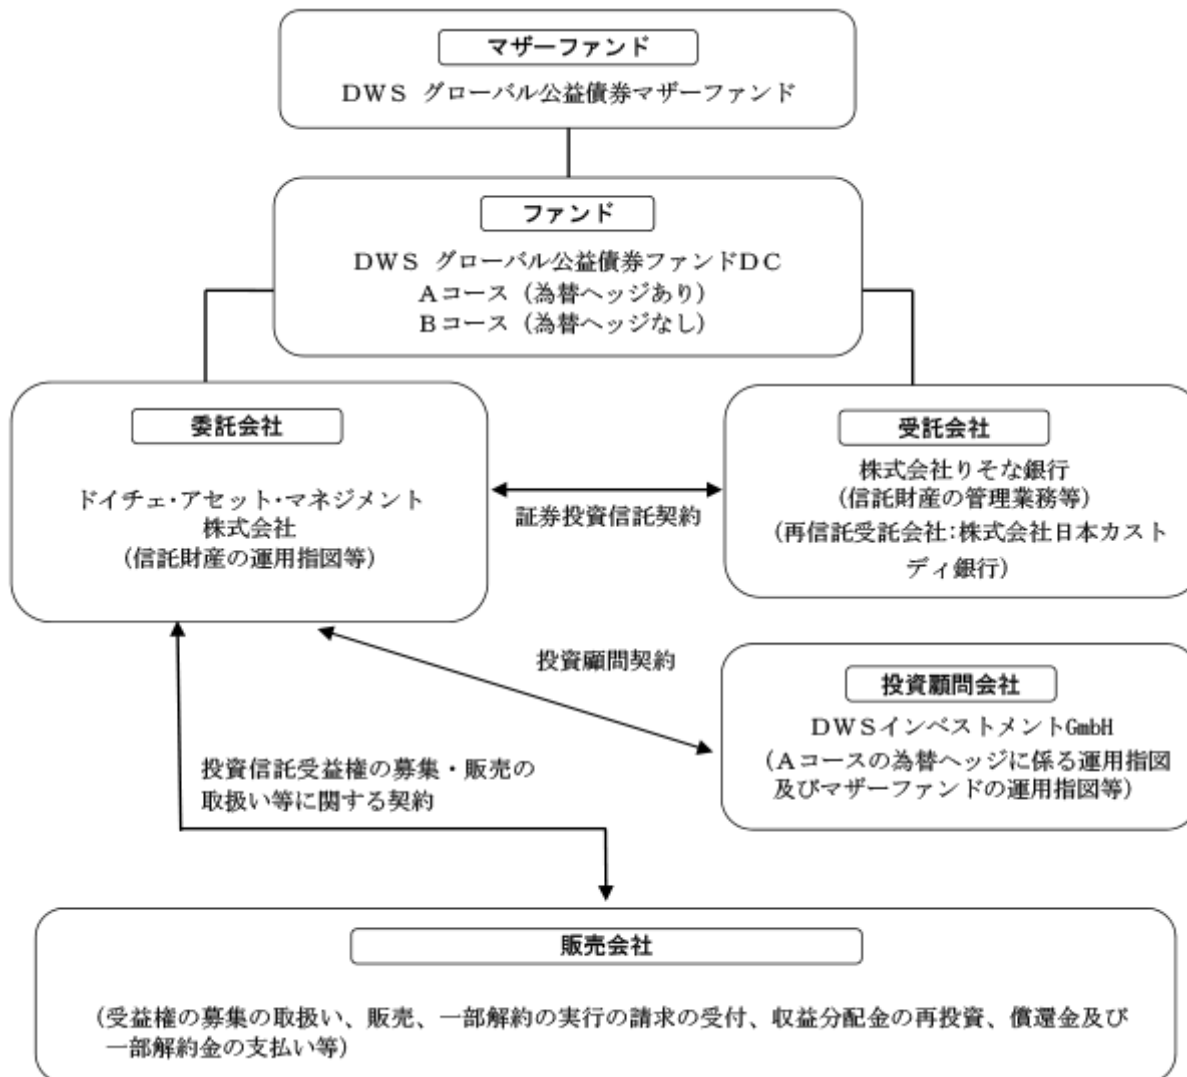 マザーファンド
DWS グローバル公益債券マザーファンド
ファンド
DWS グローバル公益債券ファンドDC
Aコース（為替ヘッジあり）
Bコース（為替ヘッジなし）
委託会社
ドイチェ・アセット・マネジメント
株式会社
（信託財産の運用指図等）
証券投資信託契約
受託会社
株式会社りそな銀行
（信託財産の管理業務等）
（再信託受託会社：株式会社日本カスト
ディ銀行）
投資顧問契約
投資顧問会社
DWSインベストメントGmbH
（Aコースの為替ヘッジに係る運用指図
及びマザーファンドの運用指図等）
投資信託受益権の募集・販売の
取扱い等に関する契約
販売会社
（受益権の募集の取扱い、販売、一部解約の実行の請求の受付、収益分配金の再投資、償還金及び
一部解約金の支払い等）